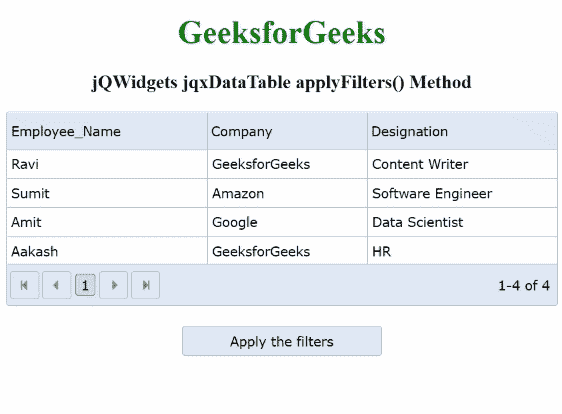 GeeksforGeeks
jQWidgets jqxDataTable applyFilters() Method
Employee_Name Company Designation
Ravi GeeksforGeeks Content Writer
Sumit Amazon Software Engineer
Amit Google Data Scientist
Aakash GeeksforGeeks HR
1 1-4 of 4
Apply the filters